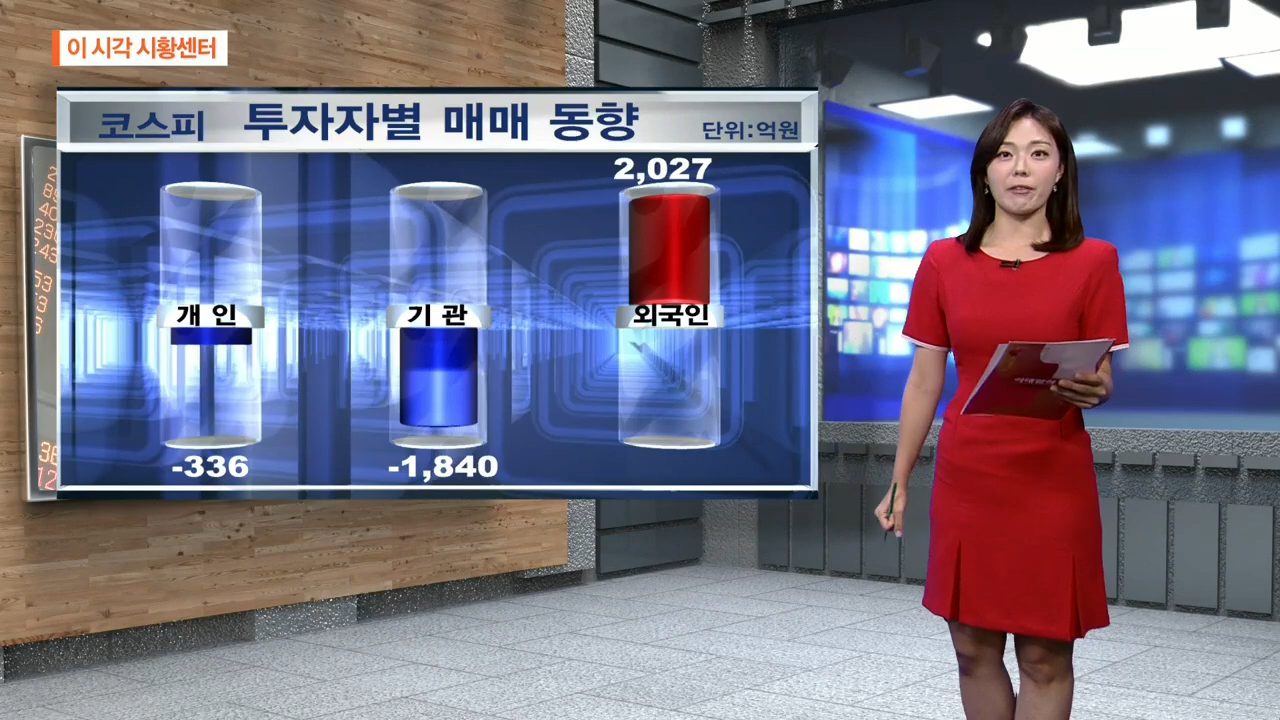 이 시각 시황센터
코스피 투자자별 매매 동향 단위:억원
2,027
개인 기관 외국인
-336 -1,840